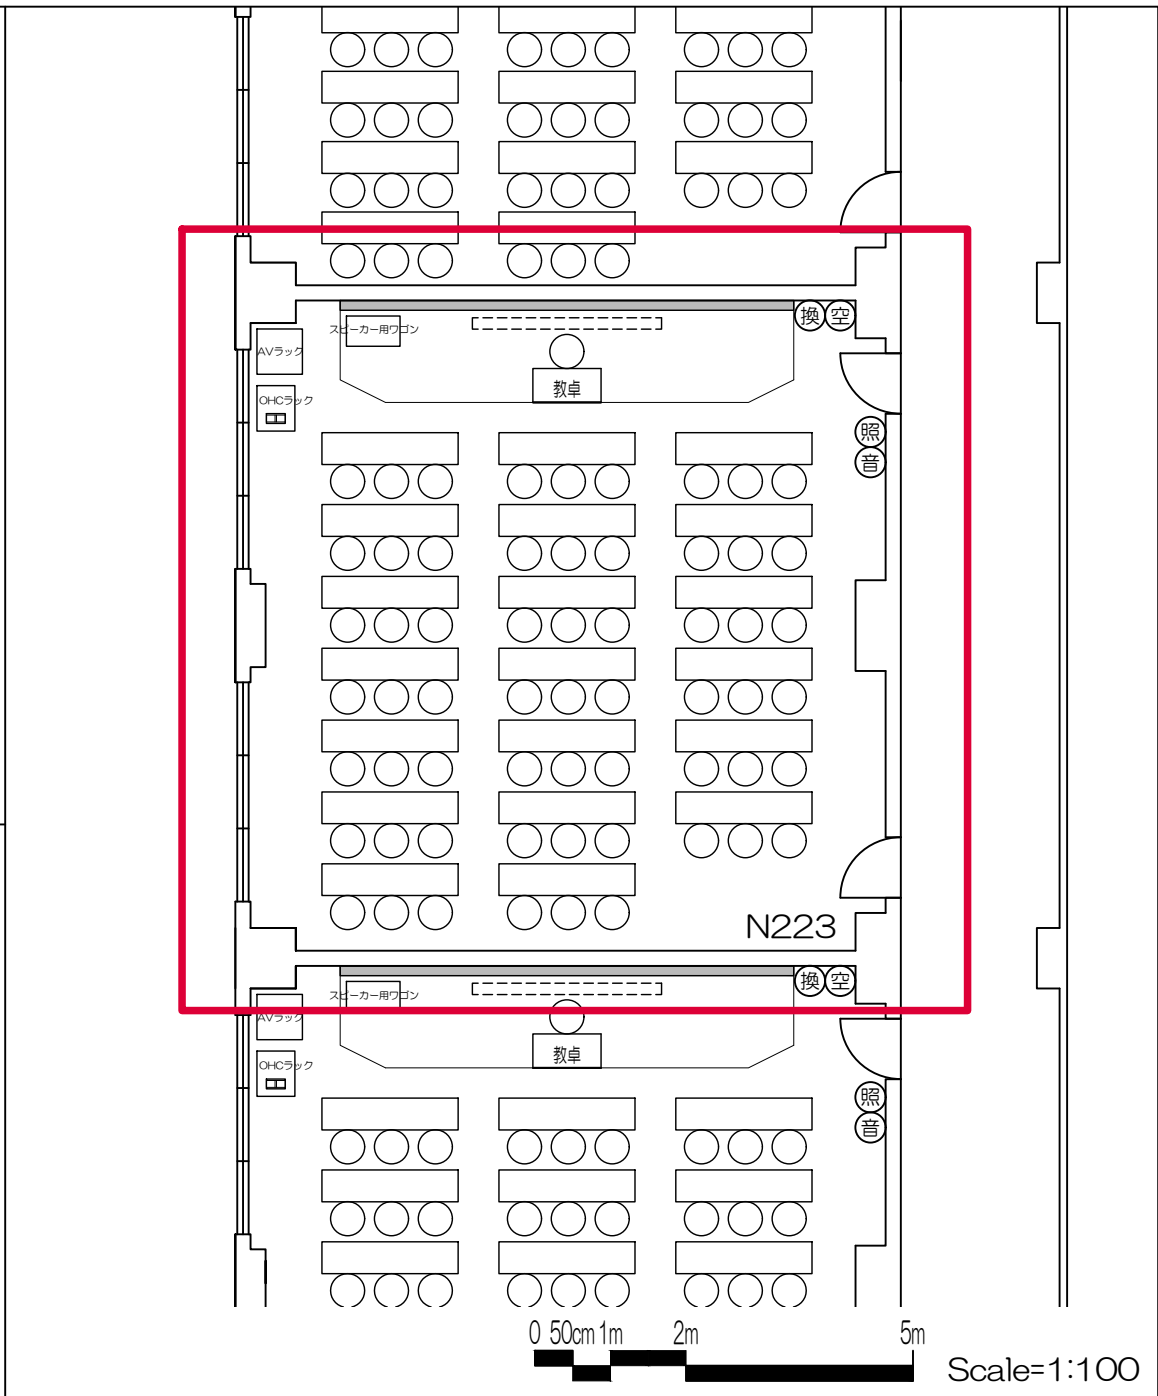 換 空
スピーカー用ワゴン
AVラック
教卓
OHCラック
照
音
N223
換 空
スピーカー用ワゴン
AVラック
教卓
OHCラック
照
音
0 50cm 1m 2m 5m
Scale=1:100